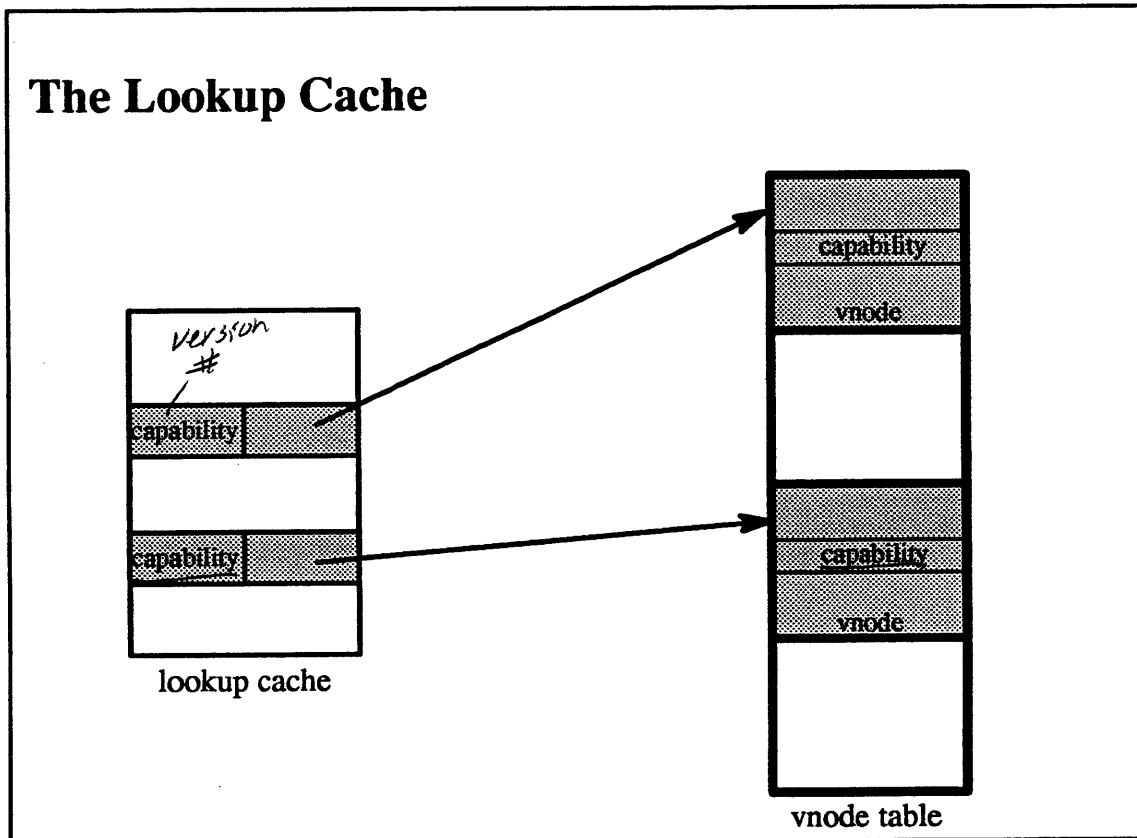 The Lookup Cache
capability
vnode
version
#
capability
capability
capability
vnode
lookup cache
vnode table